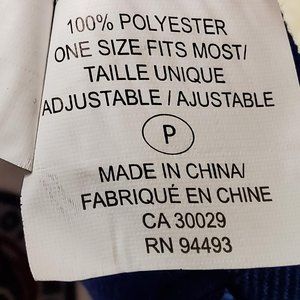 100% POLYESTER
ONE SIZE FITS MOST/
TAILLE UNIQUE
ADJUSTABLE / AJUSTABLE
P
MADE IN CHINA/
FABRIQUÉ EN CHINE
CA 30029
RN 94493